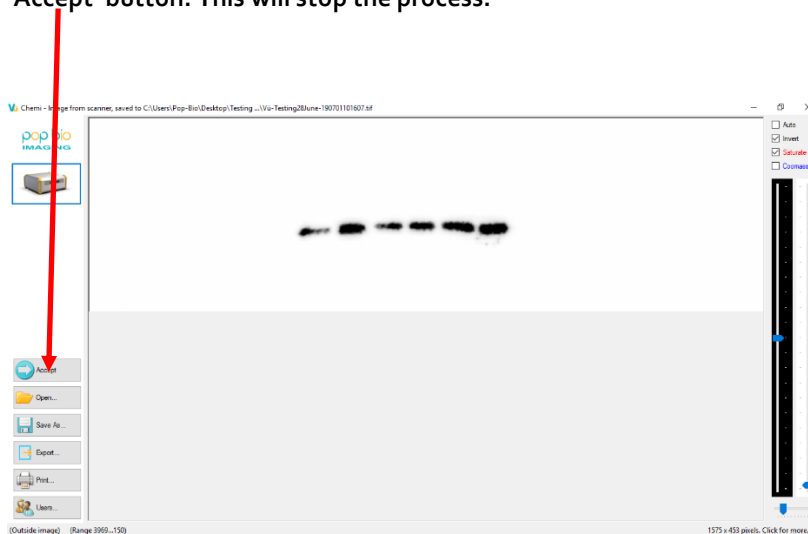 'Accept' button. This will stop the process.
Chemi - Image from scanner, saved to C:\Users\Pop-Bio\Desktop\Testing ...\Vü-Testing28June-190701101607.tif
pop bio
IMAGING
Auto
Invert
Saturate
Coomass
Accept
Open...
Save As...
Export...
Print...
Users...
(Outside image) (Range 3969...150)
1575 x 453 pixels. Click for more.